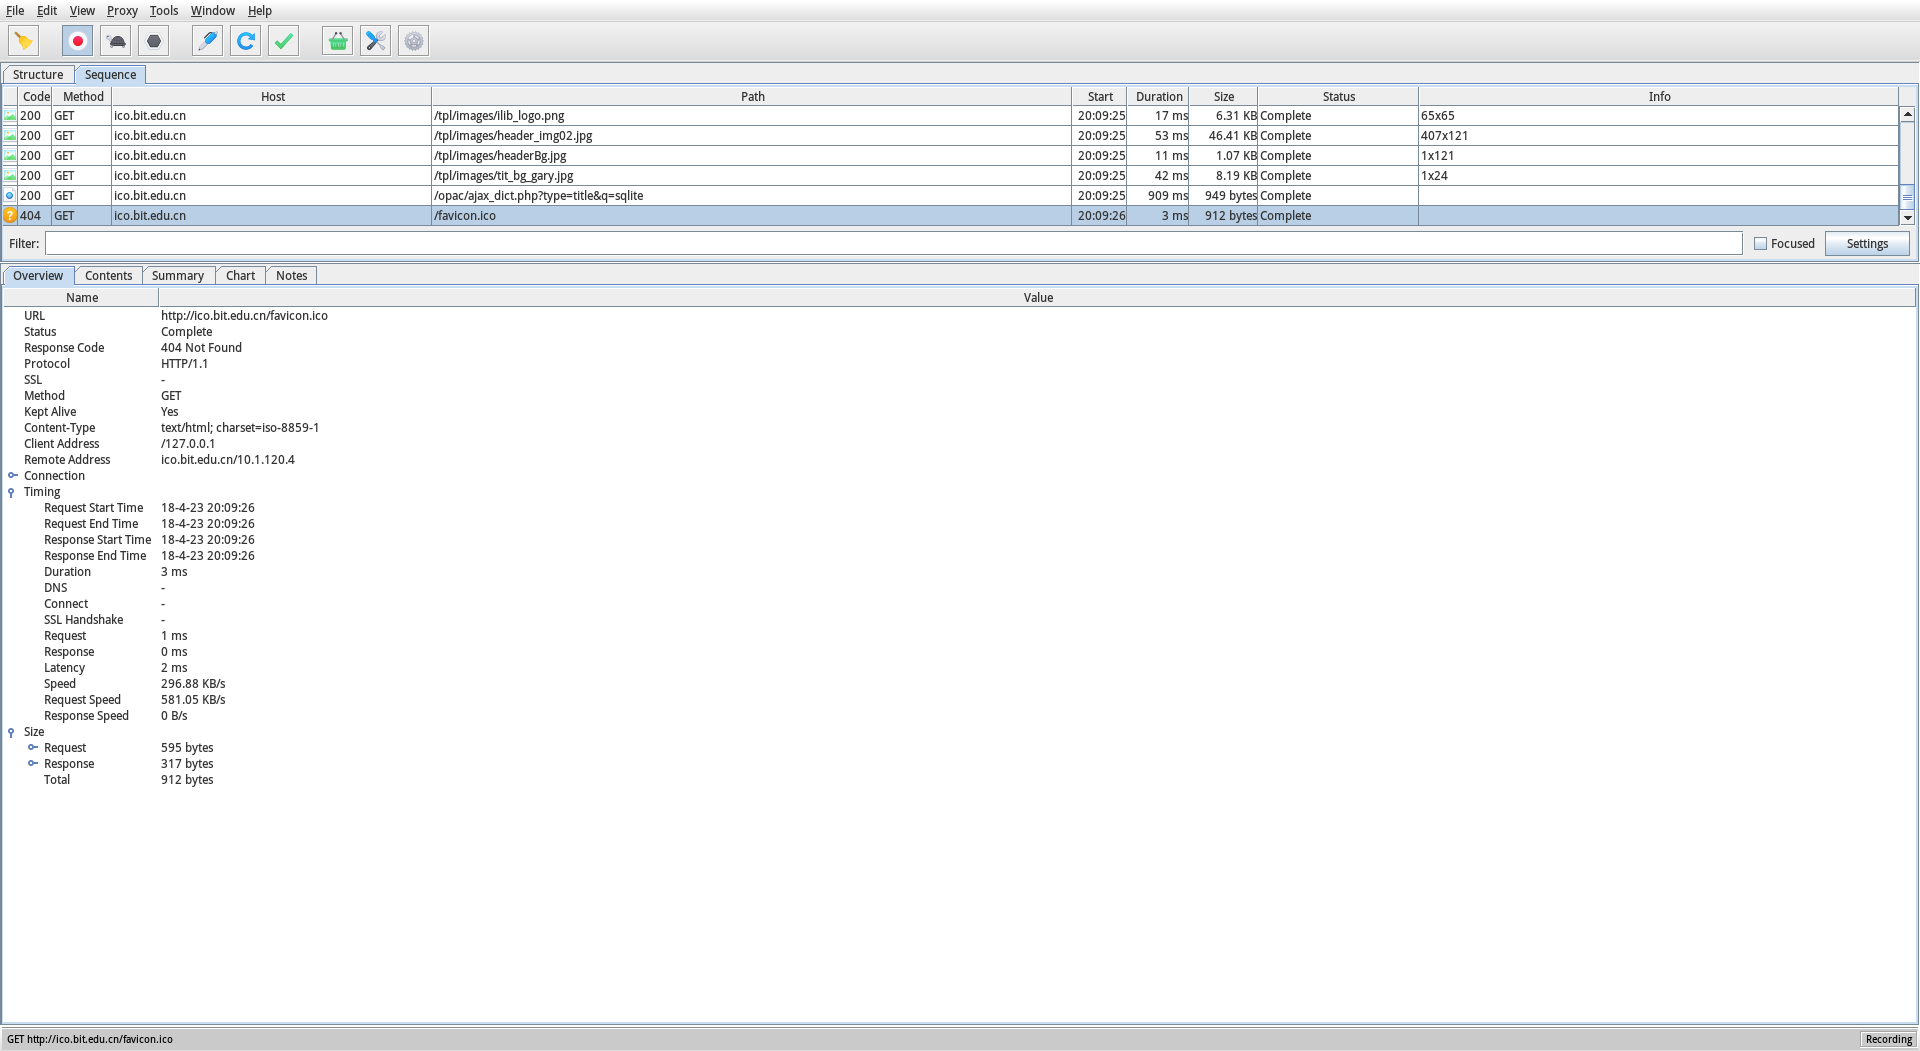 File Edit View Proxy Tools Window Help
Structure Sequence
Code Method Host Path Start Duration Size Status Info
200 GET ico.bit.edu.cn /tpl/images/ilib_logo.png 20:09:25 17 ms 6.31 KB Complete 65x65
200 GET ico.bit.edu.cn /tpl/images/header_img02.jpg 20:09:25 53 ms 46.41 KB Complete 407x121
200 GET ico.bit.edu.cn /tpl/images/headerBg.jpg 20:09:25 11 ms 1.07 KB Complete 1x121
200 GET ico.bit.edu.cn /tpl/images/tit_bg_gary.jpg 20:09:25 42 ms 8.19 KB Complete 1x24
200 GET ico.bit.edu.cn /opac/ajax_dict.php?type=title&q=sqlite 20:09:25 909 ms 949 bytes Complete
? 404 GET ico.bit.edu.cn /favicon.ico 20:09:26 3 ms 912 bytes Complete
Filter: Focused Settings
Overview Contents Summary Chart Notes
Name Value
URL http://ico.bit.edu.cn/favicon.ico
Status Complete
Response Code 404 Not Found
Protocol HTTP/1.1
SSL -
Method GET
Kept Alive Yes
Content-Type text/html; charset=iso-8859-1
Client Address /127.0.0.1
Remote Address ico.bit.edu.cn/10.1.120.4
Connection
Timing
Request Start Time 18-4-23 20:09:26
Request End Time 18-4-23 20:09:26
Response Start Time 18-4-23 20:09:26
Response End Time 18-4-23 20:09:26
Duration 3 ms
DNS -
Connect -
SSL Handshake -
Request 1 ms
Response 0 ms
Latency 2 ms
Speed 296.88 KB/s
Request Speed 581.05 KB/s
Response Speed 0 B/s
Size
Request 595 bytes
Response 317 bytes
Total 912 bytes
GET http://ico.bit.edu.cn/favicon.ico Recording